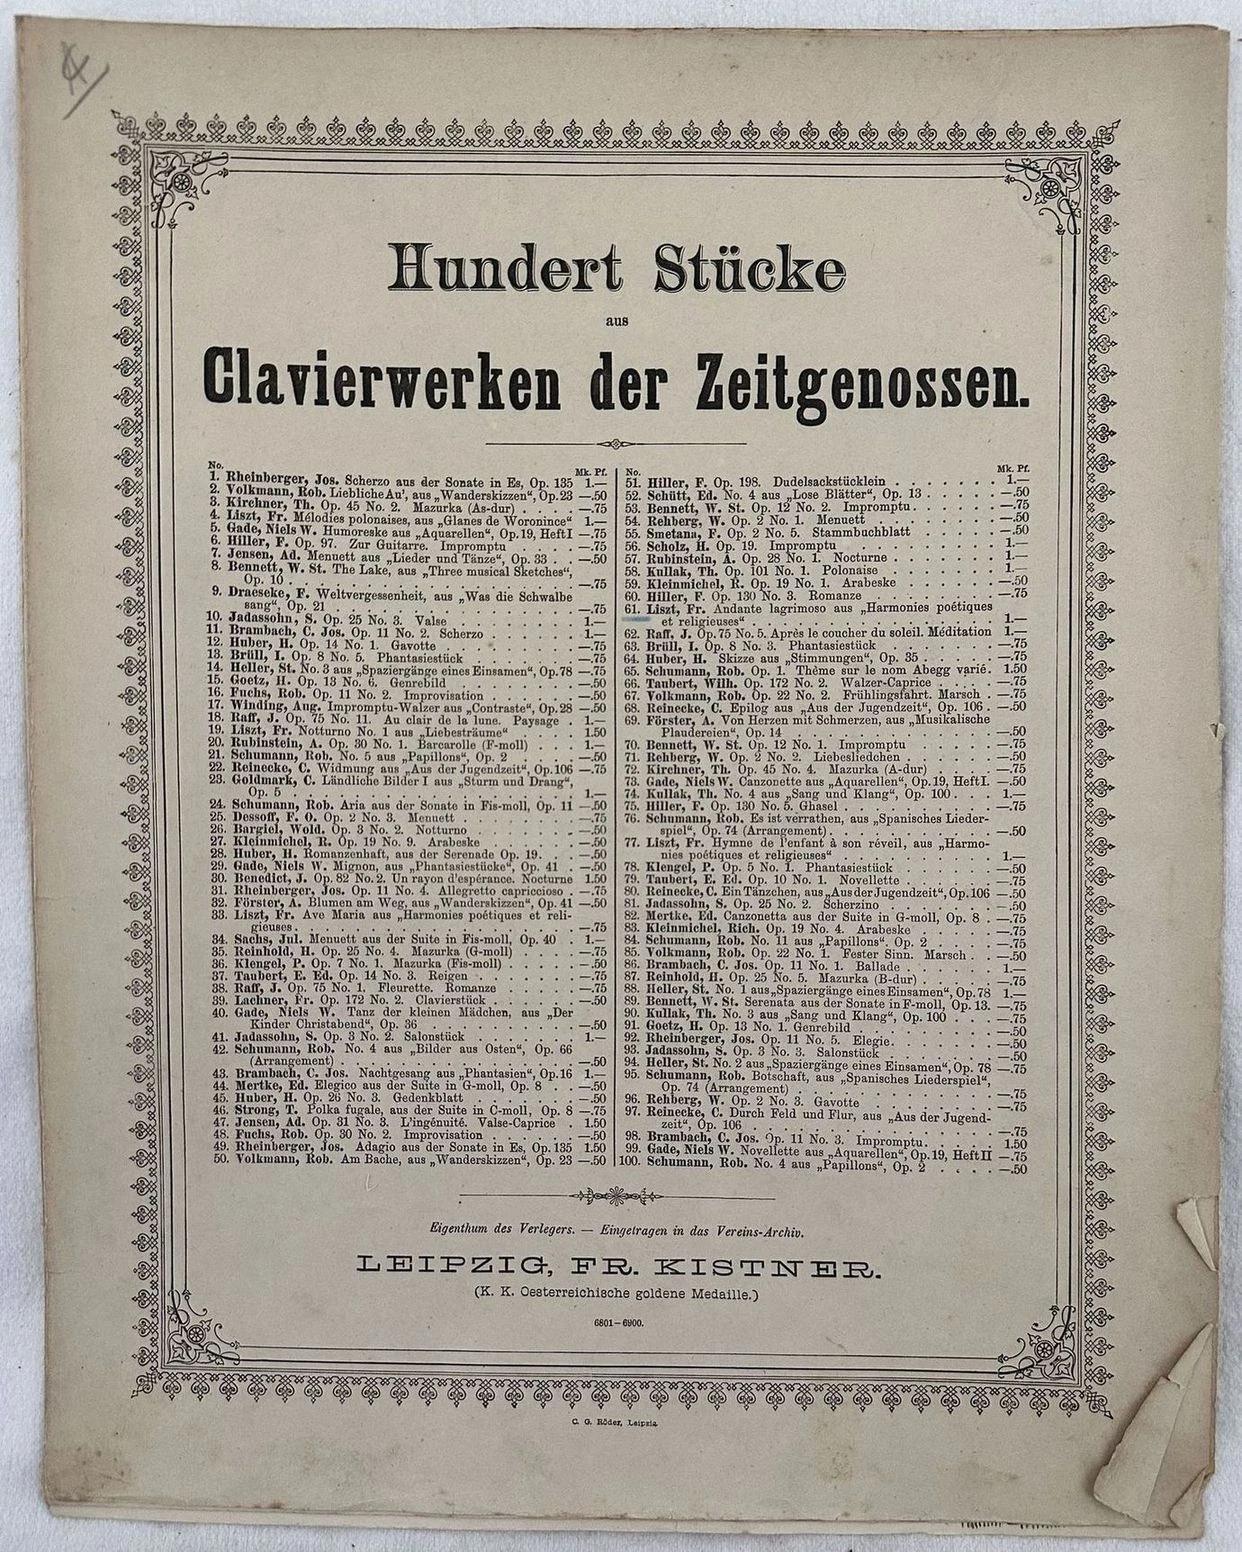 Hundert Stücke
aus
Clavierwerken der Zeitgenossen.
No. Mk. Pf.
1. Rheinberger, Jos. Scherzo aus der Sonate in Es, Op. 135 1.—
2. Volkmann, Rob. Liebliche Au', aus „Wanderskizzen“, Op. 23 —.50
3. Kirchner, Th. Op. 45 No. 2. Mazurka (As-dur) . . . . —.75
4. Liszt, Fr. Mélodies polonaises, aus „Glanes de Woronince“ 1.—
5. Gade, Niels W. Humoreske aus „Aquarellen“, Op. 19, Heft I —.75
6. Hiller, F. Op. 97. Zur Guitarre. Impromptu . . . . —.75
7. Jensen, Ad. Menuett aus „Lieder und Tänze“, Op. 33 . . —.50
8. Bennett, W. St. The Lake, aus „Three musical Sketches“,
Op. 10 . . . . —.75
9. Draeseke, F. Weltvergessenheit, aus „Was die Schwalbe
sang“, Op. 21 . . . . —.75
10. Jadassohn, S. Op. 25 No. 3. Valse . . . . 1.—
11. Brambach, C. Jos. Op. 11 No. 2. Scherzo . . . . 1.—
12. Huber, H. Op. 14 No. 1. Gavotte . . . . —.75
13. Brüll, I. Op. 8 No. 5. Phantasiestück . . . . —.75
14. Heller, St. No. 3 aus „Spaziergänge eines Einsamen“, Op. 78 —.75
15. Goetz, H. Op. 13 No. 6. Genrebild . . . . —.50
16. Fuchs, Rob. Op. 11 No. 2. Improvisation . . . . —.50
17. Winding, Aug. Impromptu-Walzer aus „Contraste“, Op. 28 —.50
18. Raff, J. Op. 75 No. 11. Au clair de la lune. Paysage . 1.—
19. Liszt, Fr. Notturno No. 1 aus „Liebesträume“ . . . . 1.50
20. Rubinstein, A. Op. 30 No. 1. Barcarolle (F-moll) . . . 1.—
21. Schumann, Rob. No. 5 aus „Papillons“, Op. 2 . . . . —.50
22. Reinecke, C. Widmung aus „Aus der Jugendzeit“, Op. 106 —.75
23. Goldmark, C. Ländliche Bilder I aus „Sturm und Drang“,
Op. 5 . . . . 1.—
24. Schumann, Rob. Aria aus der Sonate in Fis-moll, Op. 11 —.50
25. Dessoff, F. O. Op. 2 No. 3. Menuett . . . . —.75
26. Bargiel, Wold. Op. 3 No. 2. Notturno . . . . —.50
27. Kleinmichel, R. Op. 19 No. 9. Arabeske . . . . —.50
28. Huber, H. Romanzenhaft, aus der Serenade Op. 19. . . —.50
29. Gade, Niels W. Mignon, aus „Phantasiestücke“, Op. 41 . —.50
30. Benedict, J. Op. 82 No. 2. Un rayon d'espérance. Nocturne 1.50
31. Rheinberger, Jos. Op. 11 No. 4. Allegretto capriccioso . —.75
32. Förster, A. Blumen am Weg, aus „Wanderskizzen“, Op. 41 —.50
33. Liszt, Fr. Ave Maria aus „Harmonies poétiques et reli-
gieuses. . . . . —.75
34. Sachs, Jul. Menuett aus der Suite in Fis-moll, Op. 40 . 1.—
35. Reinhold, H. Op. 25 No. 4. Mazurka (G-moll) . . . . —.75
36. Klengel, P. Op. 7 No. 1. Mazurka (Fis-moll) . . . . —.50
37. Taubert, E. Ed. Op. 14 No. 3. Reigen . . . . —.75
38. Raff, J. Op. 75 No. 1. Fleurette. Romanze . . . . —.75
39. Lachner, Fr. Op. 172 No. 2. Clavierstück . . . . —.50
40. Gade, Niels W. Tanz der kleinen Mädchen, aus „Der
Kinder Christabend“, Op. 36 . . . . —.50
41. Jadassohn, S. Op. 3 No. 2. Salonstück . . . . 1.—
42. Schumann, Rob. No. 4 aus „Bilder aus Osten“, Op. 66
(Arrangement) . . . . —.50
43. Brambach, C. Jos. Nachtgesang aus „Phantasien“, Op. 16 1.—
44. Mertke, Ed. Elegico aus der Suite in G-moll, Op. 8 . . —.50
45. Huber, H. Op. 26 No. 3. Gedenkblatt . . . . —.50
46. Strong, T. Polka fugale, aus der Suite in C-moll, Op. 8 —.75
47. Jensen, Ad. Op. 31 No. 3. L'ingénuité. Valse-Caprice . 1.50
48. Fuchs, Rob. Op. 30 No. 2. Improvisation . . . . —.50
49. Rheinberger, Jos. Adagio aus der Sonate in Es, Op. 135 1.50
50. Volkmann, Rob. Am Bache, aus „Wanderskizzen“, Op. 23 —.50
No. Mk. Pf.
51. Hiller, F. Op. 198. Dudelsackstücklein . . . . 1.—
52. Schütt, Ed. No. 4 aus „Lose Blätter“, Op. 13 . . . . —.50
53. Bennett, W. St. Op. 12 No. 2. Impromptu . . . . —.75
54. Rehberg, W. Op. 2 No. 1. Menuett . . . . —.50
55. Smetana, F. Op. 2 No. 5. Stammbuchblatt . . . . —.50
56. Scholz, H. Op. 19. Impromptu . . . . 1.—
57. Rubinstein, A. Op. 28 No. 1. Nocturne . . . . 1.—
58. Kullak, Th. Op. 101 No. 1. Polonaise . . . . 1.—
59. Kleinmichel, R. Op. 19 No. 1. Arabeske . . . . —.50
60. Hiller, F. Op. 130 No. 3. Romanze . . . . —.75
61. Liszt, Fr. Andante lagrimoso aus „Harmonies poétiques
et religieuses“ . . . . 1.—
62. Raff, J. Op. 75 No. 5. Après le coucher du soleil. Méditation 1.—
63. Brüll, I. Op. 8 No. 3. Phantasiestück . . . . —.75
64. Huber, H. Skizze aus „Stimmungen“, Op. 35 . . . . —.75
65. Schumann, Rob. Op. 1. Thême sur le nom Abegg varié. 1.50
66. Taubert, Wilh. Op. 172 No. 2. Walzer-Caprice . . . —.75
67. Volkmann, Rob. Op. 22 No. 2. Frühlingsfahrt. Marsch . —.75
68. Reinecke, C. Epilog aus „Aus der Jugendzeit“, Op. 106 . —.50
69. Förster, A. Von Herzen mit Schmerzen, aus „Musikalische
Plaudereien“, Op. 14 . . . . —.50
70. Bennett, W. St. Op. 12 No. 1. Impromptu . . . . —.75
71. Rehberg, W. Op. 2 No. 2. Liebesliedchen . . . . —.50
72. Kirchner, Th. Op. 45 No. 4. Mazurka (A-dur) . . . . —.75
73. Gade, Niels W. Canzonette aus „Aquarellen“, Op. 19, Heft I. —.50
74. Kullak, Th. No. 4 aus „Sang und Klang“, Op. 100 . . . 1.—
75. Hiller, F. Op. 130 No. 5. Ghasel . . . . —.75
76. Schumann, Rob. Es ist verrathen, aus „Spanisches Lieder-
spiel“, Op. 74 (Arrangement) . . . . —.50
77. Liszt, Fr. Hymne de l'enfant à son réveil, aus „Harmo-
nies poétiques et religieuses“ . . . . 1.—
78. Klengel, P. Op. 5 No. 1. Phantasiestück . . . . —.75
79. Taubert, E. Ed. Op. 10 No. 1. Novellette . . . . —.75
80. Reinecke, C. Ein Tänzchen, aus „Aus der Jugendzeit“, Op. 106 —.50
81. Jadassohn, S. Op. 25 No. 2. Scherzino . . . . —.50
82. Mertke, Ed. Canzonetta aus der Suite in G-moll, Op. 8 . —.75
83. Kleinmichel, Rich. Op. 19 No. 4. Arabeske . . . . —.75
84. Schumann, Rob. No. 11 aus „Papillons“, Op. 2 . . . . —.75
85. Volkmann, Rob. Op. 22 No. 1. Fester Sinn. Marsch . . —.50
86. Brambach, C. Jos. Op. 11 No. 1. Ballade . . . . 1.—
87. Reinhold, H. Op. 25 No. 5. Mazurka (B-dur) . . . . —.75
88. Heller, St. No. 1 aus „Spaziergänge eines Einsamen“, Op. 78 1.—
89. Bennett, W. St. Serenata aus der Sonate in F-moll, Op. 13. —.75
90. Kullak, Th. No. 3 aus „Sang und Klang“, Op. 100 . . . —.75
91. Goetz, H. Op. 13 No. 1. Genrebild . . . . —.50
92. Rheinberger, Jos. Op. 11 No. 5. Elegie . . . . —.50
93. Jadassohn, S. Op. 3 No. 3. Salonstück . . . . —.50
94. Heller, St. No. 2 aus „Spaziergänge eines Einsamen“, Op. 78 —.75
95. Schumann, Rob. Botschaft, aus „Spanisches Liederspiel“,
Op. 74 (Arrangement) . . . . —.75
96. Rehberg, W. Op. 2 No. 3. Gavotte . . . . —.75
97. Reinecke, C. Durch Feld und Flur, aus „Aus der Jugend-
zeit“, Op. 106 . . . . —.75
98. Brambach, C. Jos. Op. 11 No. 3. Impromptu . . . . 1.50
99. Gade, Niels W. Novellette aus „Aquarellen“, Op. 19, Heft II —.75
100. Schumann, Rob. No. 4 aus „Papillons“, Op. 2 . . . . —.50
Eigenthum des Verlegers. — Eingetragen in das Vereins-Archiv.
LEIPZIG, FR. KISTNER.
(K. K. Oesterreichische goldene Medaille.)
6801—6900.
C. G. Röder, Leipzig